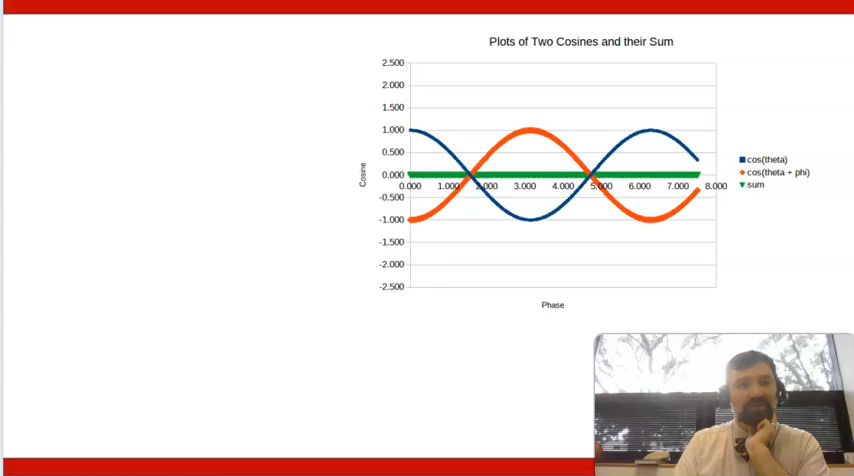 Plots of Two Cosines and their Sum
2.500
2.000
1.500
1.000
0.500
0.000
-0.500
-1.000
-1.500
-2.000
-2.500
0.000 1.000 2.000 3.000 4.000 5.000 6.000 7.000 8.000
Cosine
Phase
cos(theta)
cos(theta + phi)
sum